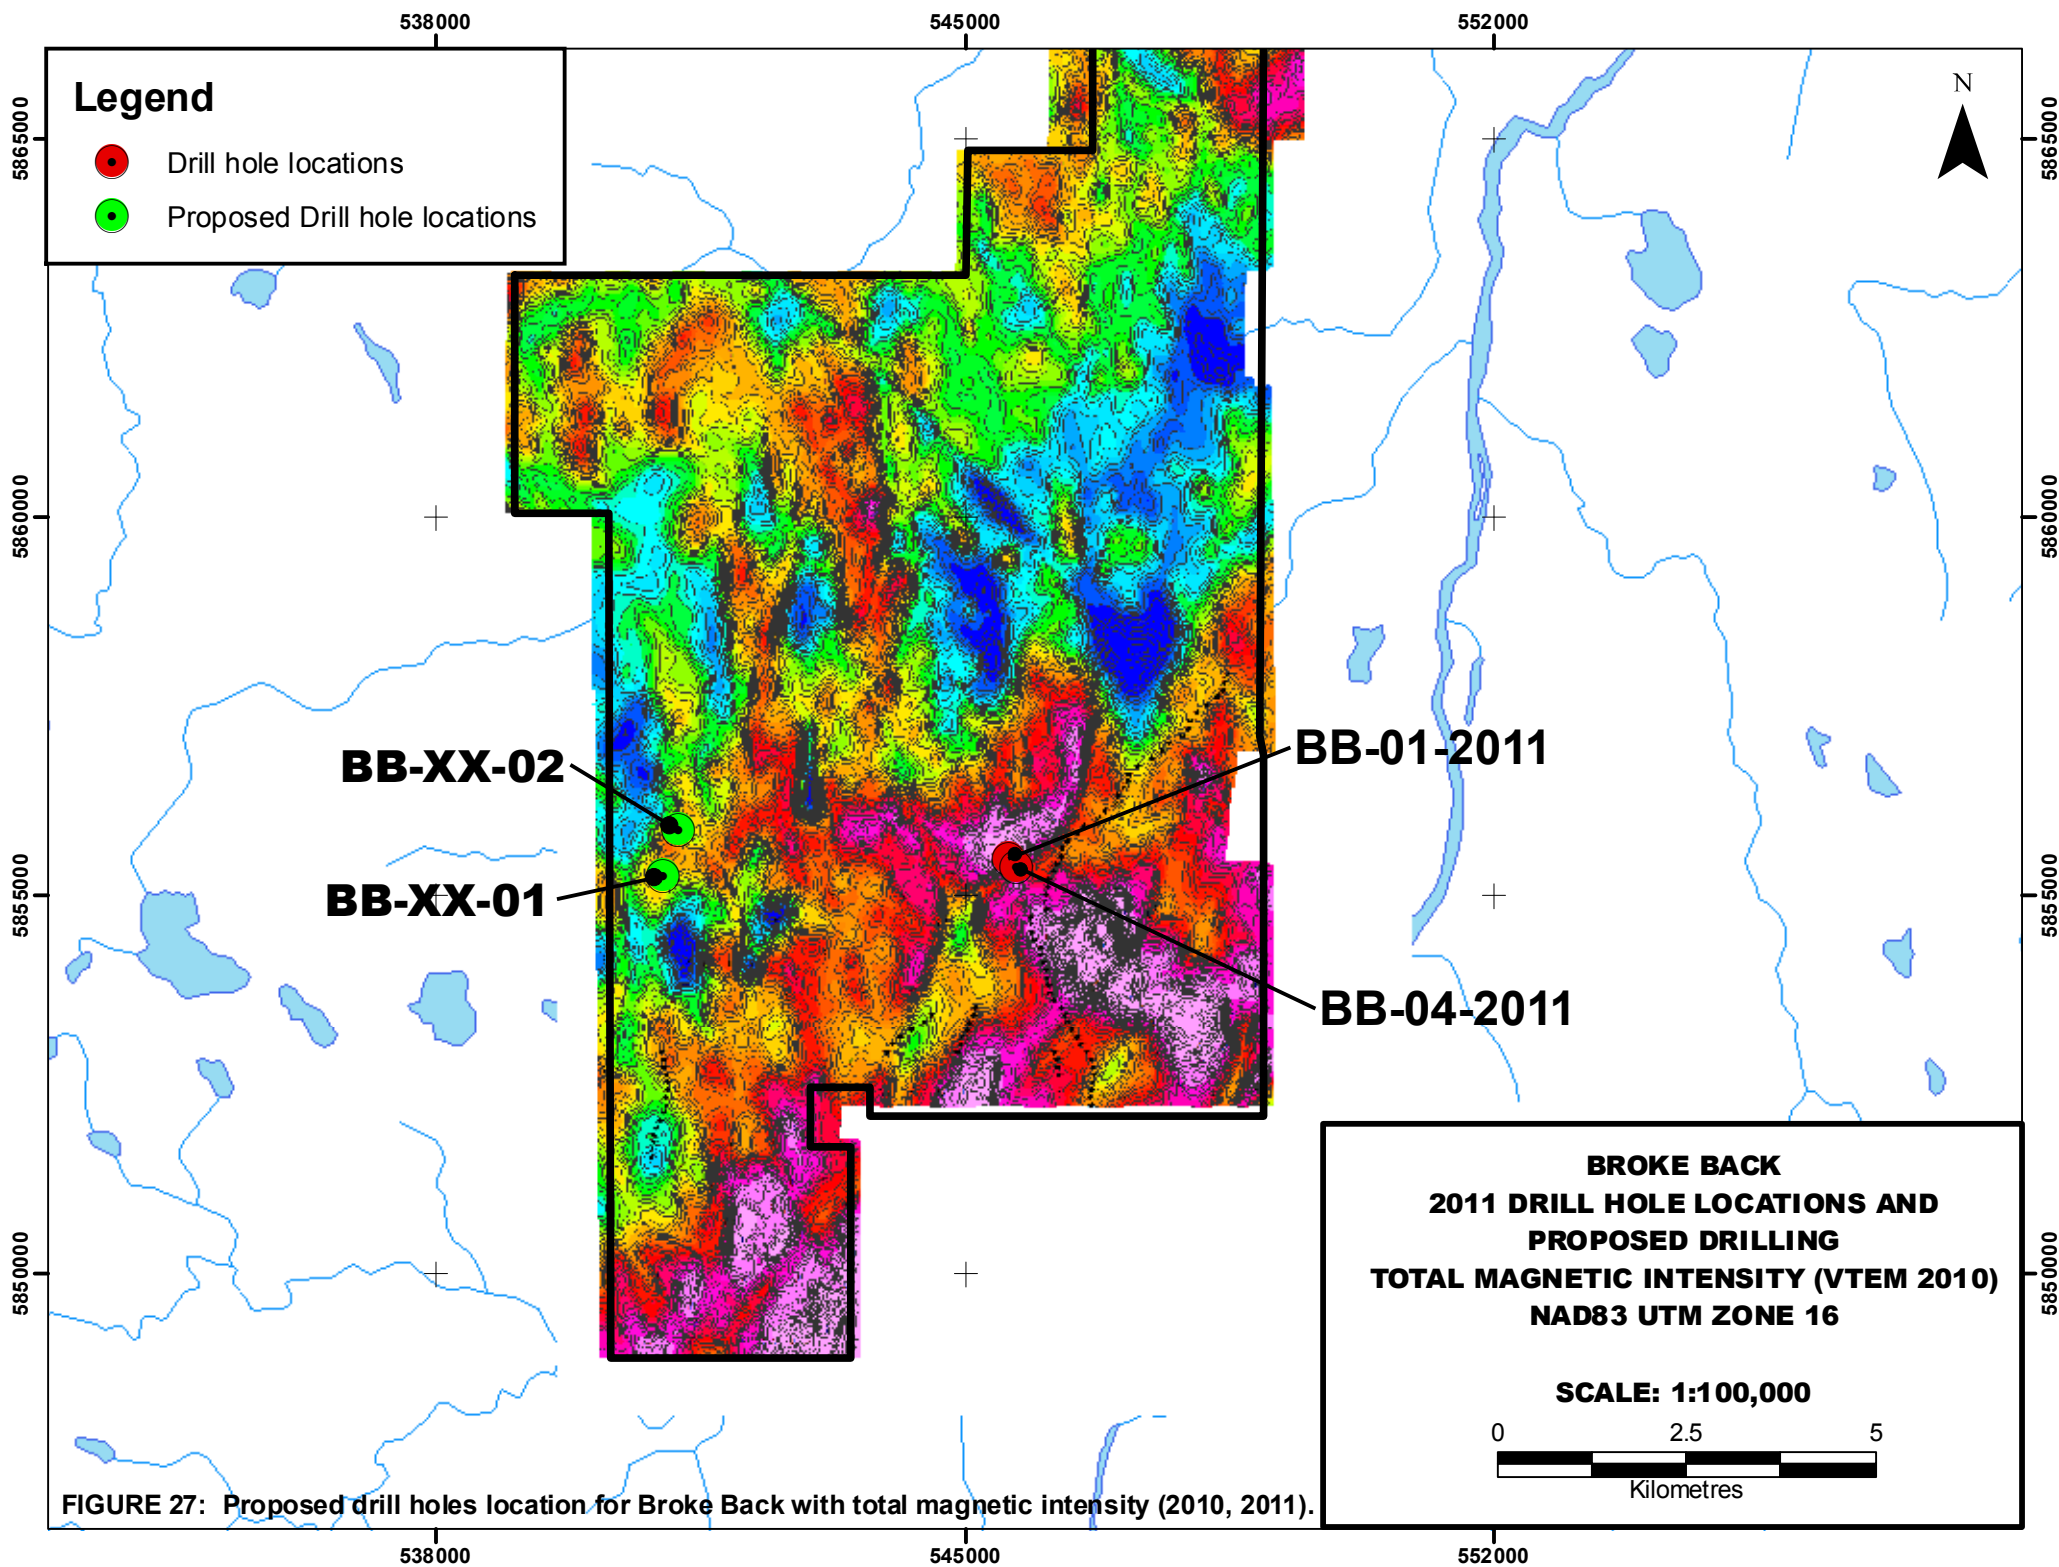 538000
545000
552000
Legend
Drill hole locations
Proposed Drill hole locations
N
5865000
5865000
5860000
5860000
BB-XX-02
BB-01-2011
BB-XX-01
5855000
5855000
BB-04-2011
5850000
5850000
BROKE BACK
2011 DRILL HOLE LOCATIONS AND
PROPOSED DRILLING
TOTAL MAGNETIC INTENSITY (VTEM 2010)
NAD83 UTM ZONE 16
SCALE: 1:100,000
0 2.5 5
Kilometres
FIGURE 27: Proposed drill holes location for Broke Back with total magnetic intensity (2010, 2011).
538000
545000
552000